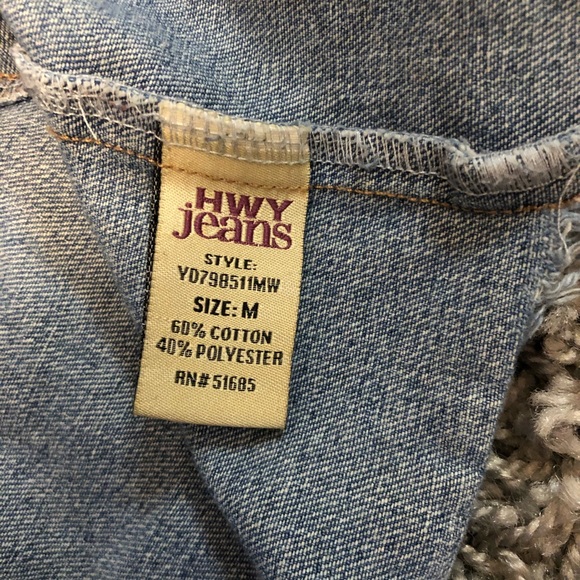 HWY
jeans
STYLE:
YD798511MW
SIZE: M
60% COTTON
40% POLYESTER
RN# 51685